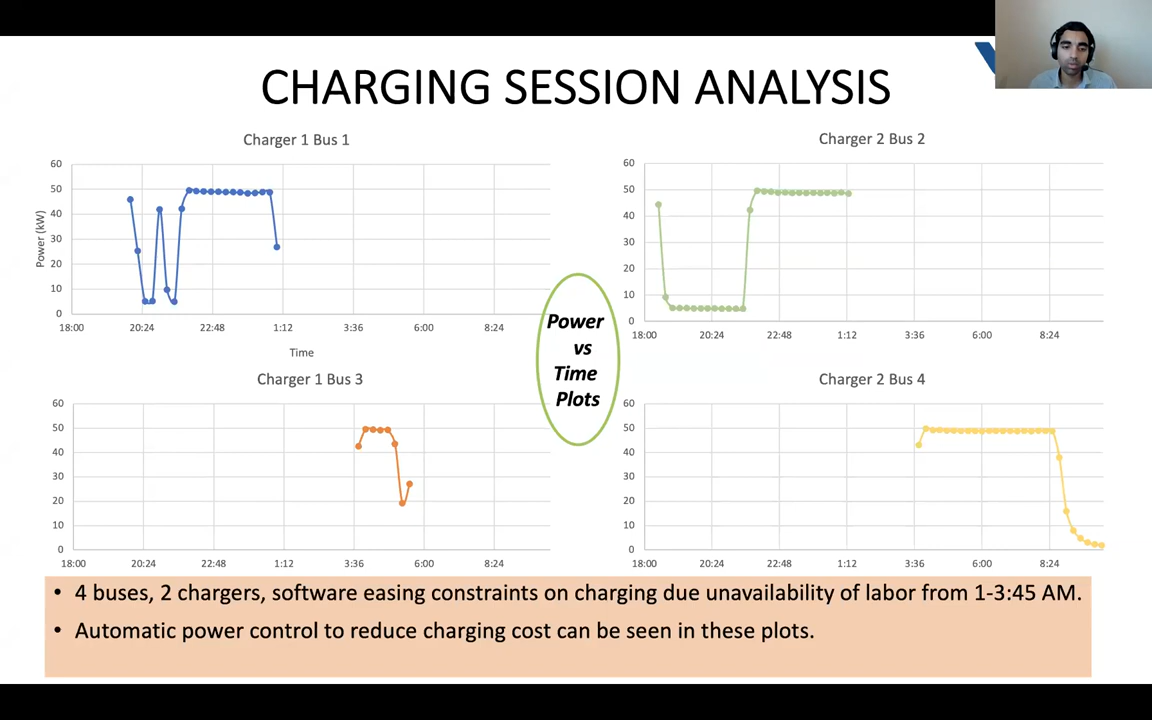 CHARGING SESSION ANALYSIS
Charger 1 Bus 1
60
50
40
30
20
10
0
Power (kW)
18:00 20:24 22:48 1:12 3:36 6:00 8:24
Time
Charger 2 Bus 2
60
50
40
30
20
10
0
18:00 20:24 22:48 1:12 3:36 6:00 8:24
Power
vs
Time
Plots
Charger 1 Bus 3
60
50
40
30
20
10
0
18:00 20:24 22:48 1:12 3:36 6:00 8:24
Charger 2 Bus 4
60
50
40
30
20
10
0
18:00 20:24 22:48 1:12 3:36 6:00 8:24
• 4 buses, 2 chargers, software easing constraints on charging due unavailability of labor from 1-3:45 AM.
• Automatic power control to reduce charging cost can be seen in these plots.